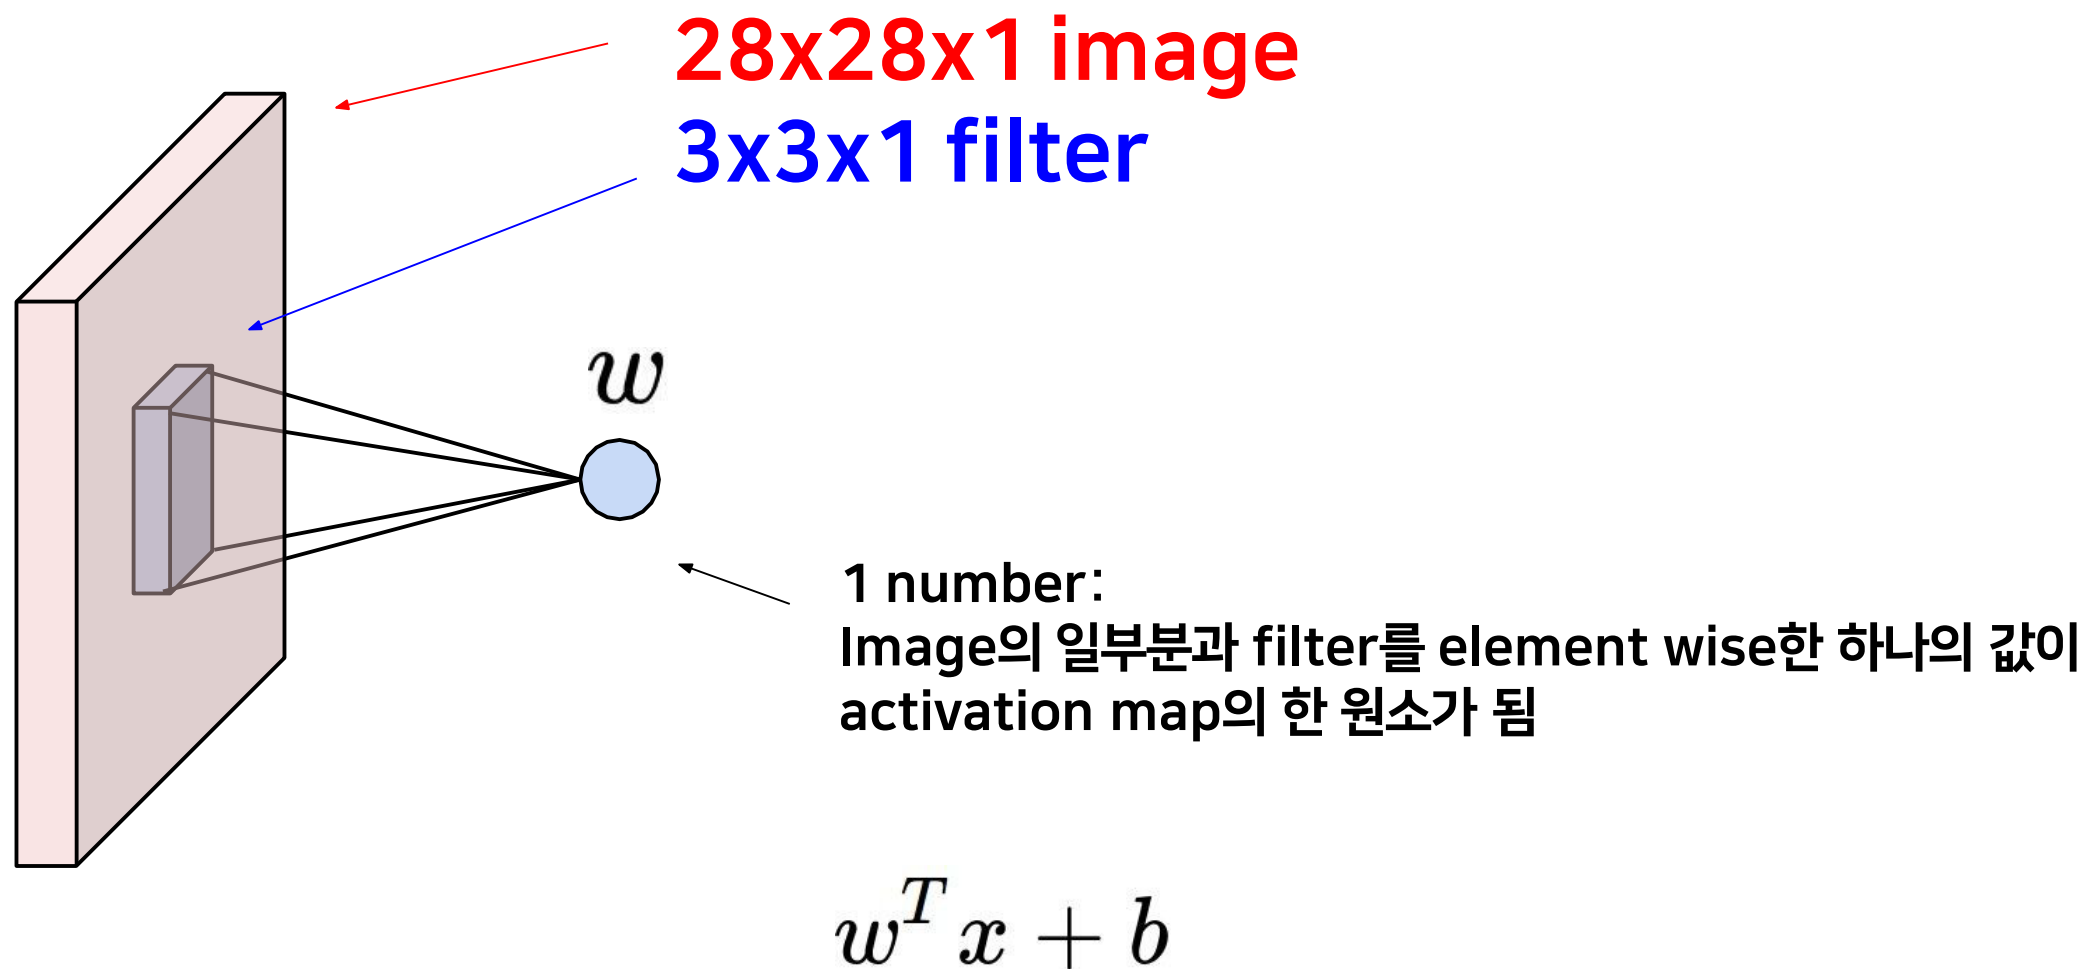 28x28x1 image
3x3x1 filter
w
1 number:
Image의 일부분과 filter를 element wise한 하나의 값이
activation map의 한 원소가 됨
w^T x + b